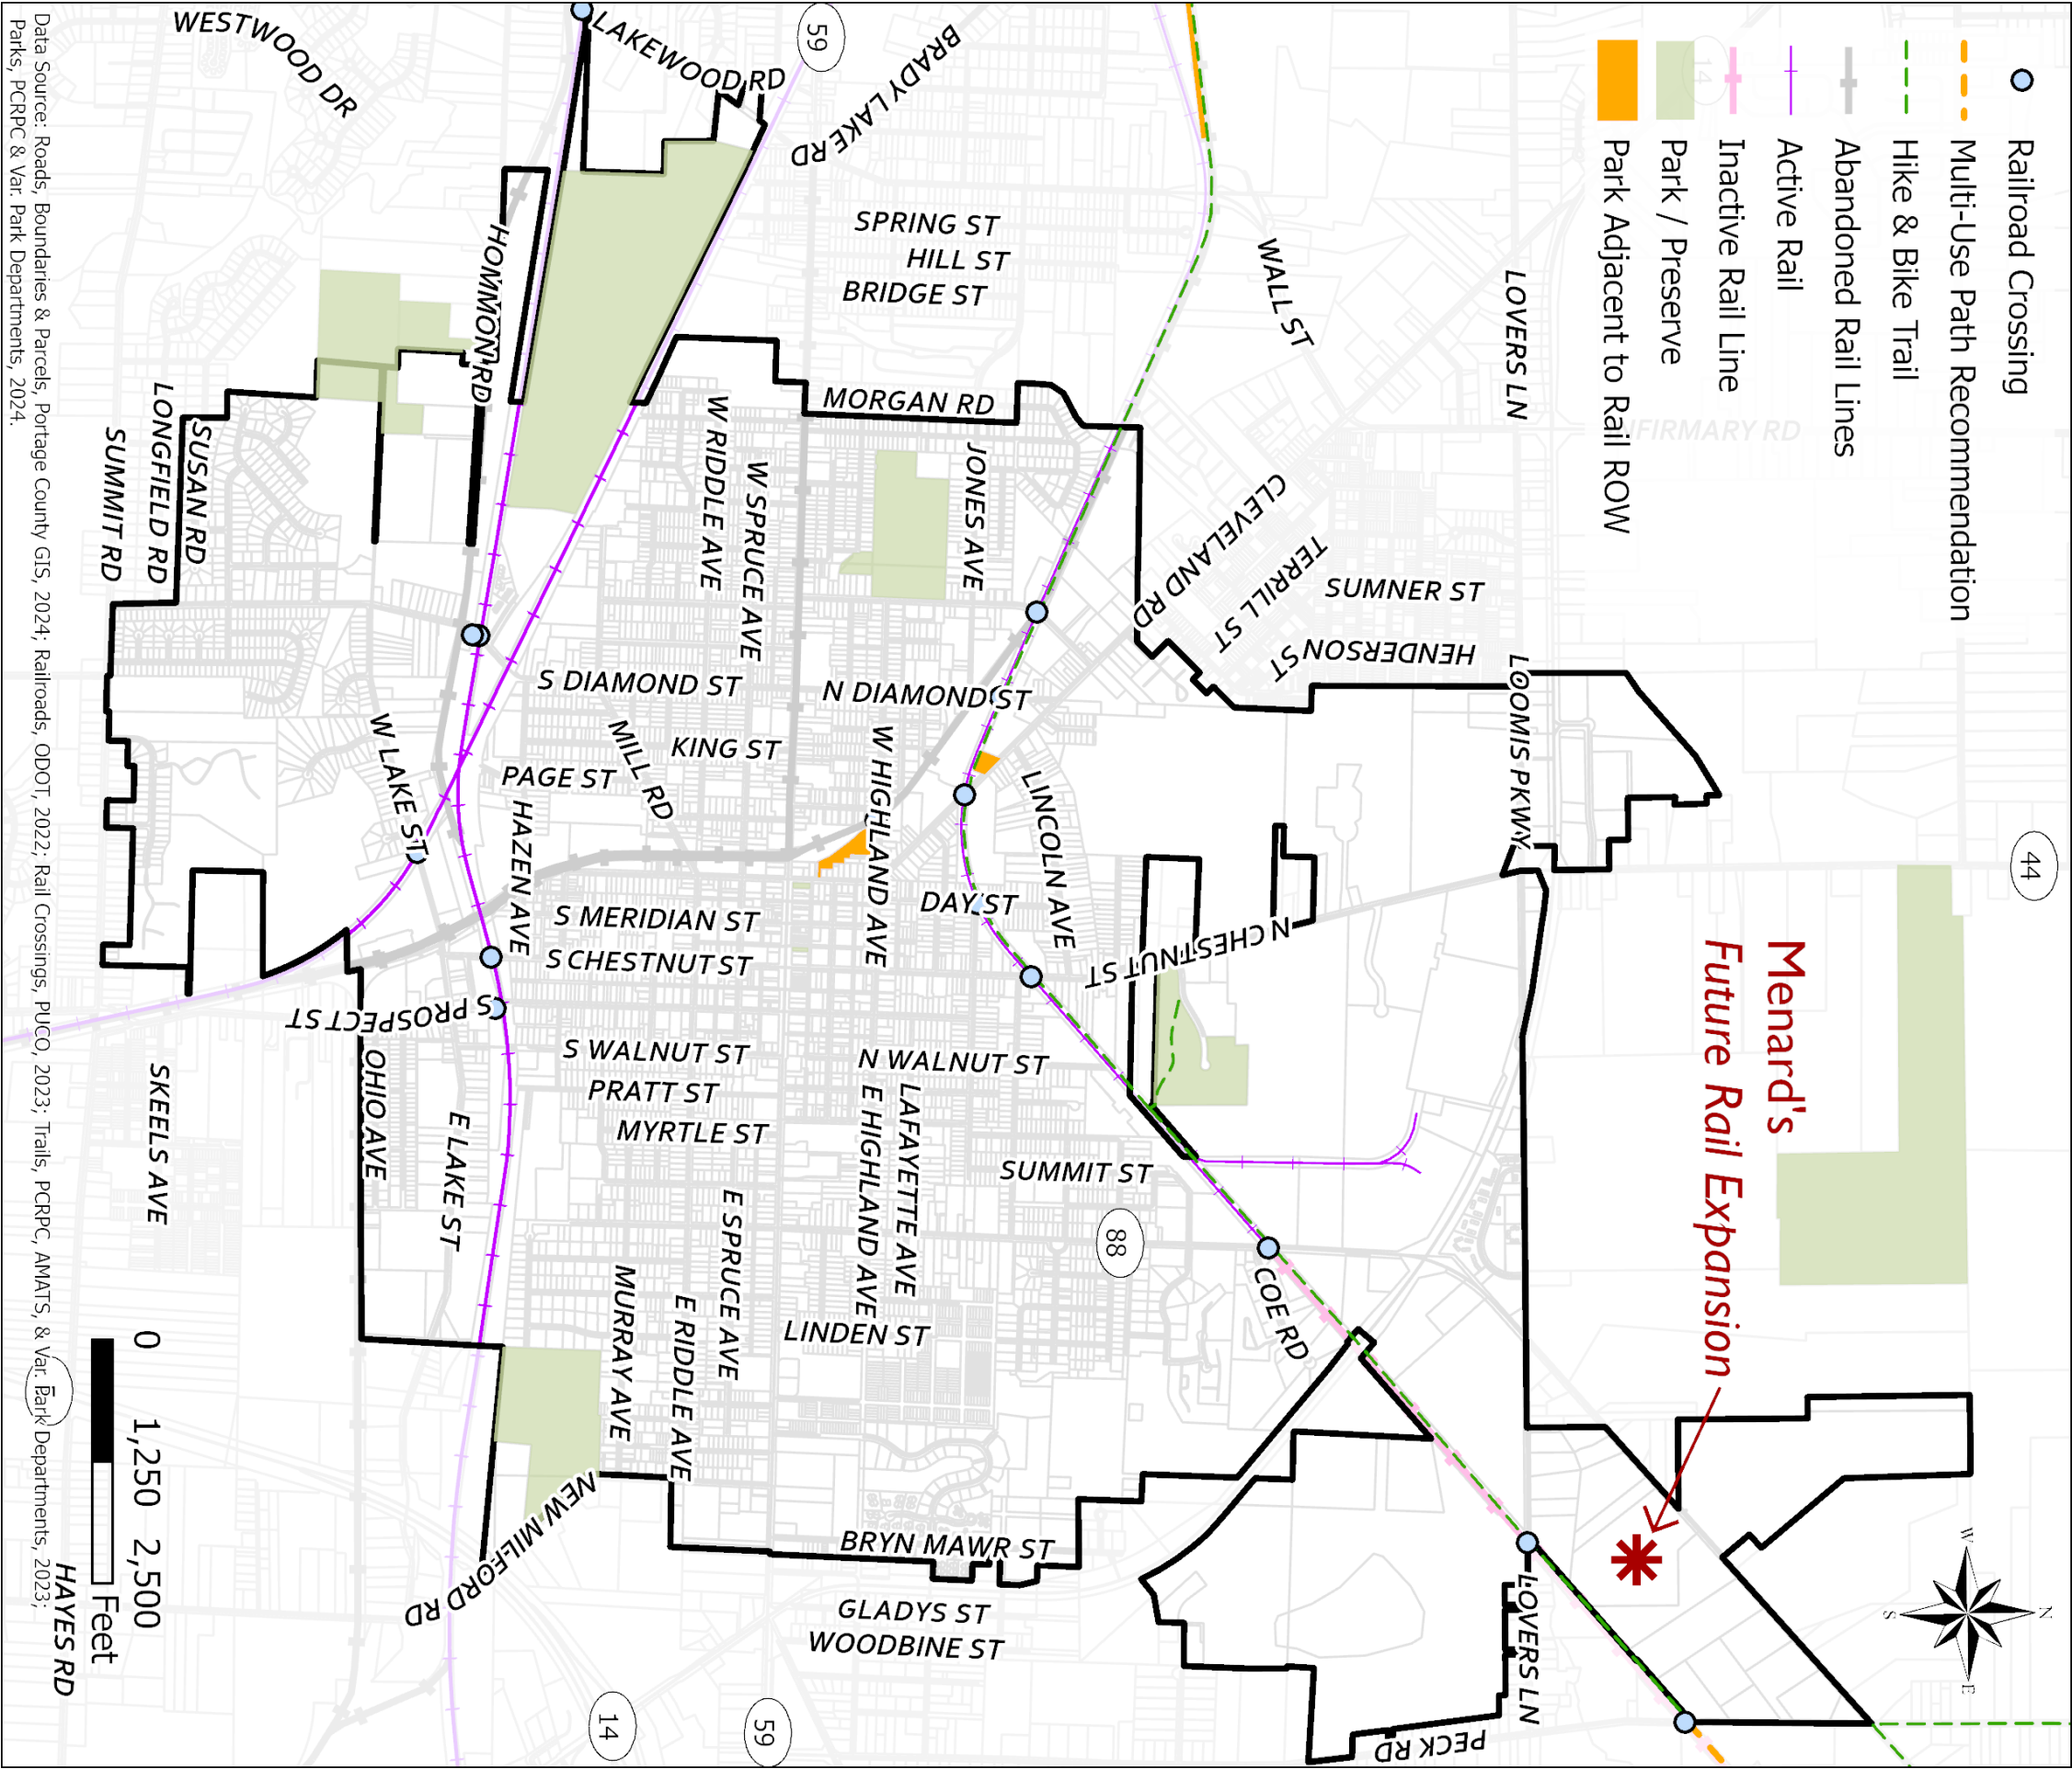 Railroad Crossing
Multi-Use Path Recommendation
Hike & Bike Trail
Abandoned Rail Lines
Active Rail
Inactive Rail Line
Park / Preserve
Park Adjacent to Rail ROW
14
INFIRMARY RD
44
Menard's
Future Rail Expansion
N
W
E
S
LOVERS LN
WALL ST
BRADY LAKE RD
59
LAKEWOOD RD
WESTWOOD DR
SPRING ST
HILL ST
BRIDGE ST
MORGAN RD
HOMMON RD
W RIDDLE AVE
W SPRUCE AVE
JONES AVE
CLEVELAND RD
TERRILL ST
SUMNER ST
HENDERSON ST
LOOMIS PKWY
SUSAN RD
LONGFIELD RD
SUMMIT RD
S DIAMOND ST
N DIAMOND ST
KING ST
MILL RD
PAGE ST
W LAKE ST
HAZEN AVE
W HIGHLAND AVE
LINCOLN AVE
DAY ST
S MERIDIAN ST
S CHESTNUT ST
N CHESTNUT ST
S PROSPECT ST
S WALNUT ST
N WALNUT ST
PRATT ST
MYRTLE ST
LAFAYETTE AVE
E HIGHLAND AVE
SUMMIT ST
88
COE RD
OHIO AVE
E LAKE ST
SKEELS AVE
E SPRUCE AVE
E RIDDLE AVE
MURRAY AVE
LINDEN ST
NEW MILFORD RD
BRYN MAWR ST
GLADYS ST
WOODBINE ST
LOVERS LN
PECK RD
14
59
HAYES RD
0 1,250 2,500
Feet
Data Source: Roads, Boundaries & Parcels, Portage County GIS, 2024; Railroads, ODOT, 2022; Rail Crossings, PUCO, 2023; Trails, PCRPC, AMATS, & Var. Park Departments, 2023;
Parks, PCRPC & Var. Park Departments, 2024.